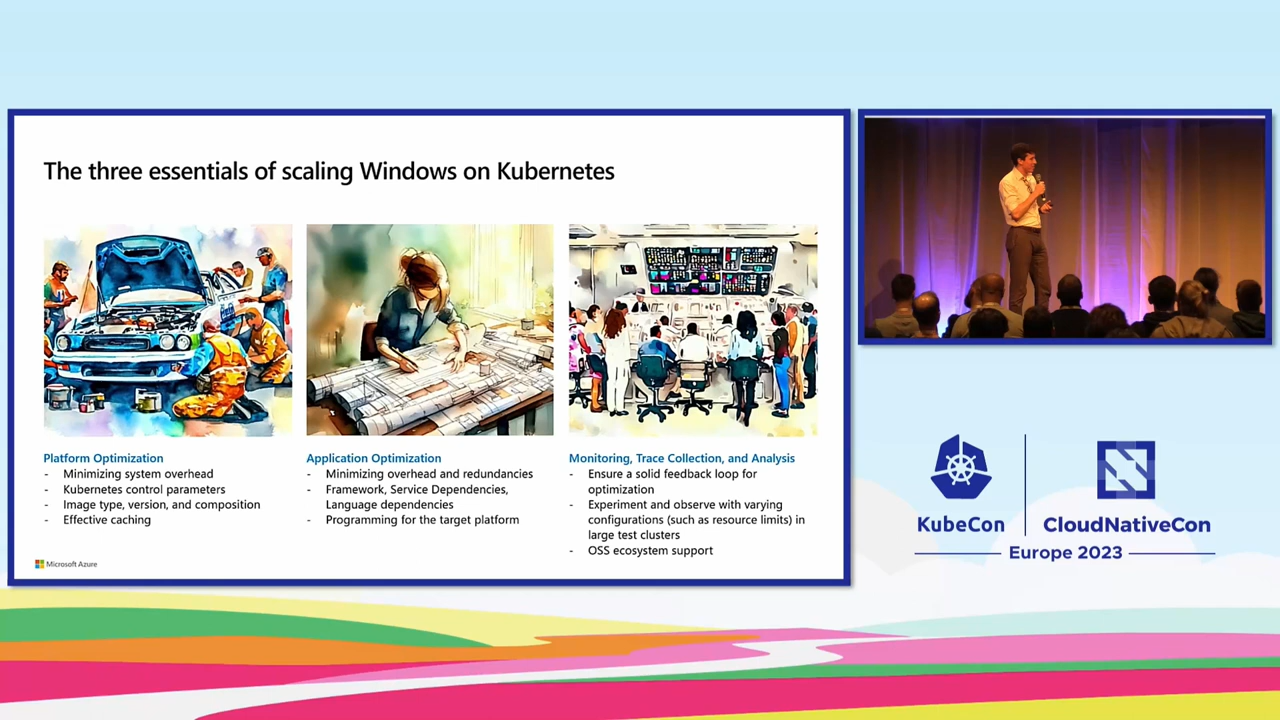 The three essentials of scaling Windows on Kubernetes
Platform Optimization
- Minimizing system overhead
- Kubernetes control parameters
- Image type, version, and composition
- Effective caching
Application Optimization
- Minimizing overhead and redundancies
- Framework, Service Dependencies,
Language dependencies
- Programming for the target platform
Monitoring, Trace Collection, and Analysis
- Ensure a solid feedback loop for
optimization
- Experiment and observe with varying
configurations (such as resource limits) in
large test clusters
- OSS ecosystem support
Microsoft Azure
KubeCon
CloudNativeCon
Europe 2023